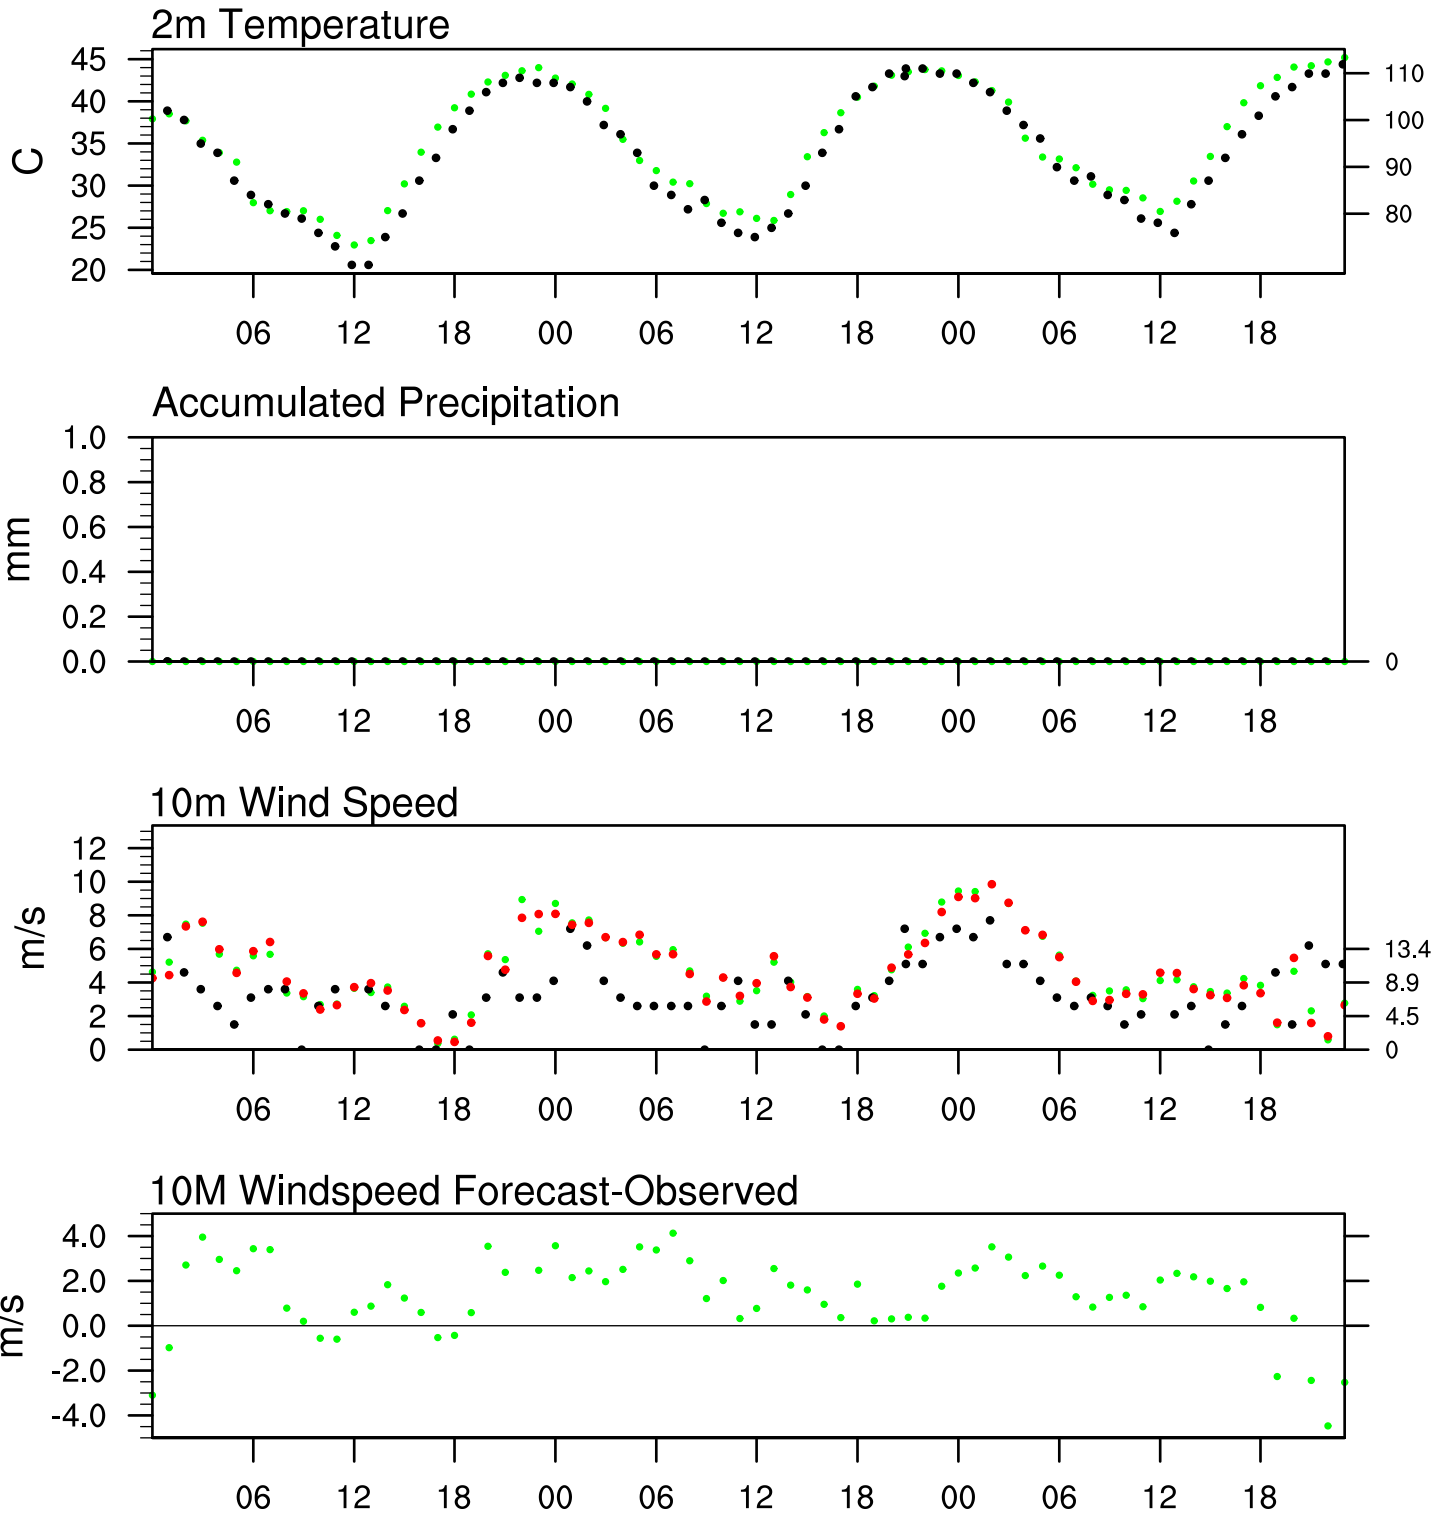 2m Temperature
45
40
35
30
25
20
C
110
100
90
80
06 12 18 00 06 12 18 00 06 12 18
Accumulated Precipitation
1.0
0.8
0.6
0.4
0.2
0.0
mm
0
06 12 18 00 06 12 18 00 06 12 18
10m Wind Speed
12
10
8
6
4
2
0
m/s
13.4
8.9
4.5
0
06 12 18 00 06 12 18 00 06 12 18
10M Windspeed Forecast-Observed
4.0
2.0
0.0
-2.0
-4.0
m/s
06 12 18 00 06 12 18 00 06 12 18